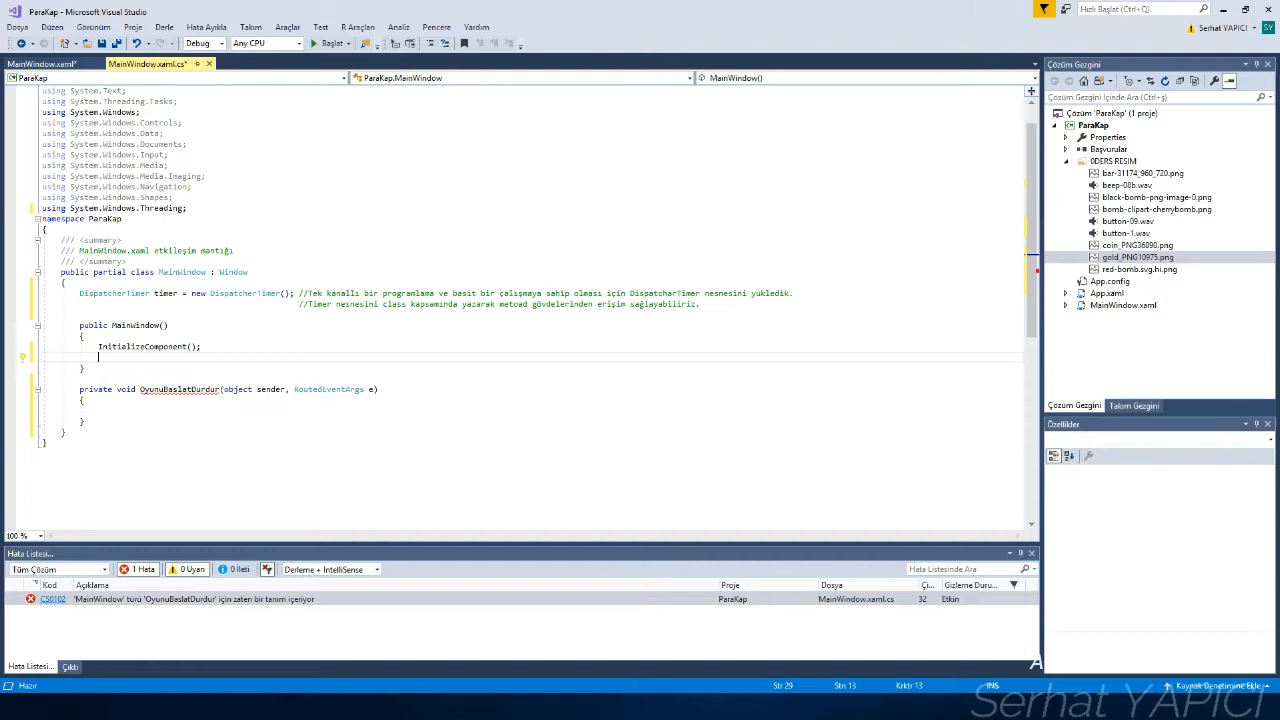 ParaKap - Microsoft Visual Studio
Hızlı Başlat (Ctrl+Q)
Dosya Düzen Görünüm Proje Derle Hata Ayıkla Takım Araçlar Test R Araçları Analiz Pencere Yardım
Serhat YAPICI SY
Debug Any CPU Başlat
MainWindow.xaml* MainWindow.xaml.cs*
ParaKap ParaKap.MainWindow MainWindow()
using System.Text;
using System.Threading.Tasks;
using System.Windows;
using System.Windows.Controls;
using System.Windows.Data;
using System.Windows.Documents;
using System.Windows.Input;
using System.Windows.Media;
using System.Windows.Media.Imaging;
using System.Windows.Navigation;
using System.Windows.Shapes;
using System.Windows.Threading;
namespace ParaKap
{
/// <summary>
/// MainWindow.xaml etkileşim mantığı
/// </summary>
public partial class MainWindow : Window
{
DispatcherTimer timer = new DispatcherTimer(); //Tek kanallı bir programlama ve basit bir çalışmaya sahip olması için DispatcharTimer nesnesini yükledik.
//Timer nesnesini class kapsamında yazarak metoad gövdelerinden erişim sağlayabiliriz.
public MainWindow()
{
InitializeComponent();
}
private void OyunuBaslatDurdur(object sender, RoutedEventArgs e)
{
}
}
}
100 %
Çözüm Gezgini
Çözüm Gezgini İçinde Ara (Ctrl+ş)
Çözüm 'ParaKap' (1 proje)
ParaKap
Properties
Başvurular
0DERS RESIM
bar-31174_960_720.png
beep-08b.wav
black-bomb-png-image-0.png
bomb-clipart-cherrybomb.png
button-09.wav
button-1.wav
coin_PNG36890.png
gold_PNG10975.png
red-bomb.svg.hi.png
App.config
App.xaml
MainWindow.xaml
Çözüm Gezgini Takım Gezgini
Özellikler
Hata Listesi...
Tüm Çözüm 1 Hata 0 Uyarı 0 İleti Derleme + IntelliSense
Hata Listesinde Ara
Kod Açıklama Proje Dosya Çi... Gizleme Duru...
CS0102 'MainWindow' türü 'OyunuBaslatDurdur' için zaten bir tanım içeriyor ParaKap MainWindow.xaml.cs 32 Etkin
Hata Listesi... Çıktı
Hazır Str 29 Stn 13 Krktr 13 INS Kaynak Denetimine Ekle
A
Serhat YAPICI